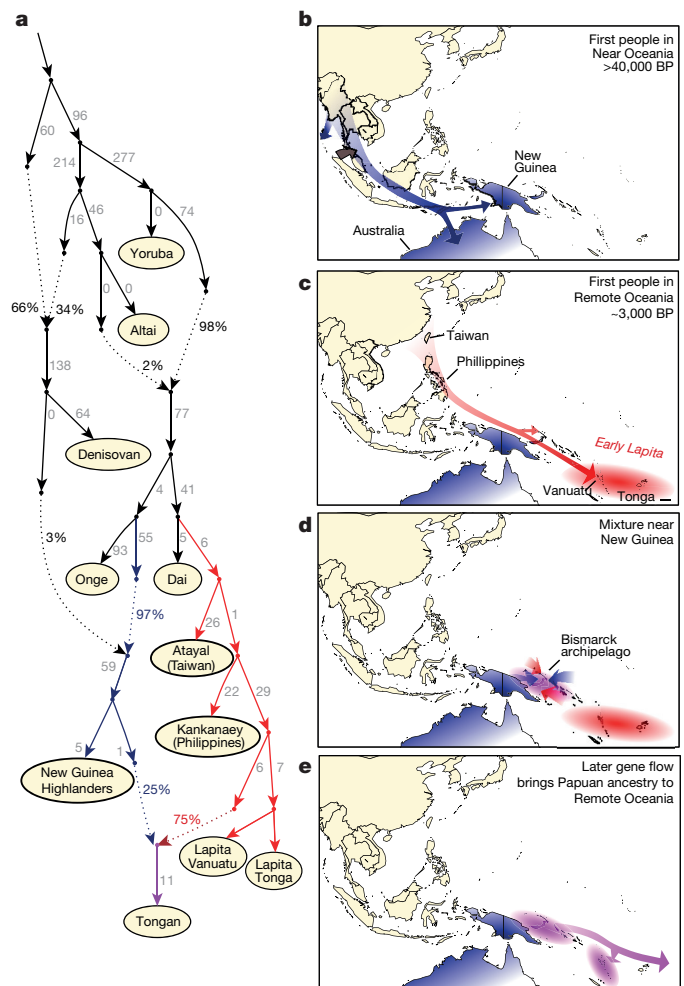 a
60
96
214
277
16
46
0
74
Yoruba
0
0
Altai
66%
34%
98%
2%
138
77
0
64
Denisovan
4
41
3%
93
55
5
6
Onge
Dai
97%
26
1
Atayal
(Taiwan)
59
22
29
Kankanaey
(Philippines)
5
1
6
7
New Guinea
Highlanders
25%
75%
Lapita
Vanuatu
Lapita
Tonga
11
Tongan
b
First people in
Near Oceania
>40,000 BP
New
Guinea
Australia
c
First people in
Remote Oceania
~3,000 BP
Taiwan
Phillippines
Early Lapita
Vanuatu
Tonga
d
Mixture near
New Guinea
Bismarck
archipelago
e
Later gene flow
brings Papuan ancestry to
Remote Oceania